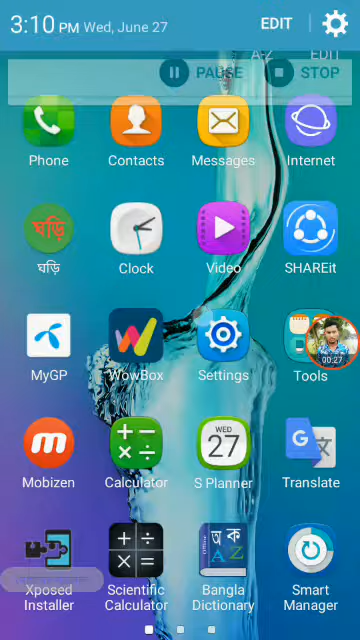 3:10 PM Wed, June 27 EDIT
A-Z EDIT
PAUSE STOP
Phone Contacts Messages Internet
ঘড়ি
ঘড়ি Clock Video SHAREit
00:27
MyGP WowBox Settings Tools
WED
27
Mobizen Calculator S Planner Translate
Xposed Installer Scientific Calculator Bangla Dictionary Smart Manager